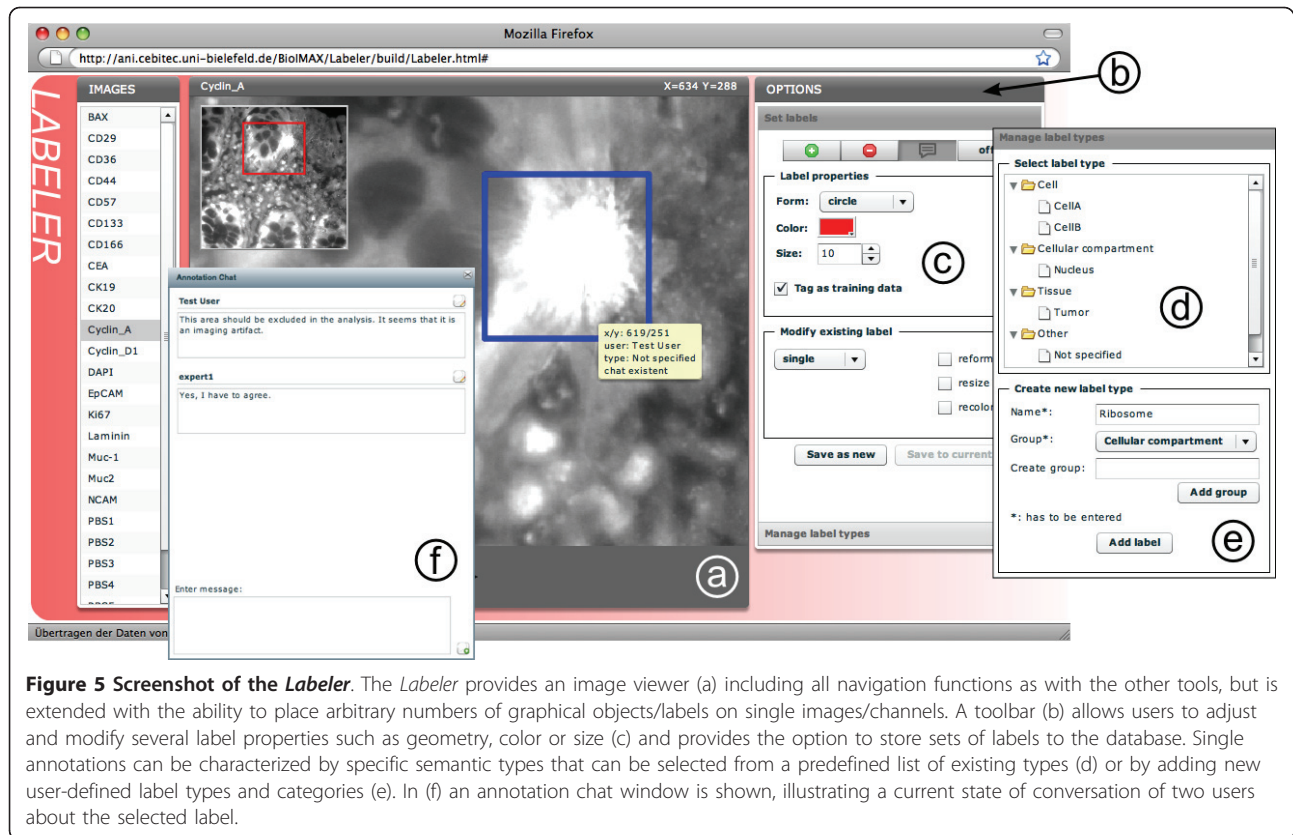 Mozilla Firefox
http://ani.cebitec.uni-bielefeld.de/BioIMAX/Labeler/build/Labeler.html#
LABELER
IMAGES
BAX
CD29
CD36
CD44
CD57
CD133
CD166
CEA
CK19
CK20
Cyclin_A
Cyclin_D1
DAPI
EpCAM
Ki67
Laminin
Muc-1
Muc2
NCAM
PBS1
PBS2
PBS3
PBS4
Cyclin_A
X=634 Y=288
x/y: 619/251
user: Test User
type: Not specified
chat existent
a
Annotation Chat
Test User
This area should be excluded in the analysis. It seems that it is
an imaging artifact.
expert1
Yes, I have to agree.
f
Enter message:
OPTIONS
b
Set labels
off
Label properties
Form: circle
Color:
Size: 10
c
Tag as training data
Modify existing label
single
reform
resize
recolor
Save as new
Save to current
Manage label types
Manage label types
Select label type
Cell
CellA
CellB
Cellular compartment
Nucleus
Tissue
Tumor
Other
Not specified
d
Create new label type
Name*: Ribosome
Group*: Cellular compartment
Create group:
Add group
*: has to be entered
Add label
e
Übertragen der Daten von
Figure 5 Screenshot of the Labeler. The Labeler provides an image viewer (a) including all navigation functions as with the other tools, but is
extended with the ability to place arbitrary numbers of graphical objects/labels on single images/channels. A toolbar (b) allows users to adjust
and modify several label properties such as geometry, color or size (c) and provides the option to store sets of labels to the database. Single
annotations can be characterized by specific semantic types that can be selected from a predefined list of existing types (d) or by adding new
user-defined label types and categories (e). In (f) an annotation chat window is shown, illustrating a current state of conversation of two users
about the selected label.